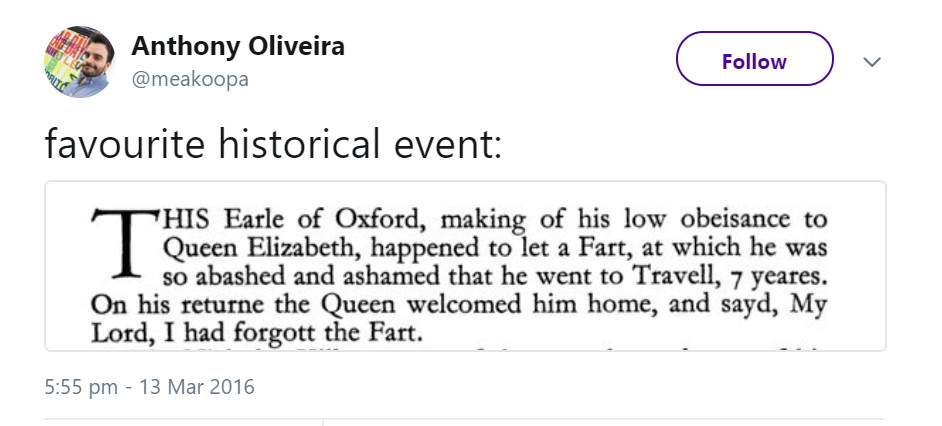 Anthony Oliveira
@meakoopa
Follow
favourite historical event:
THIS Earle of Oxford, making of his low obeisance to
Queen Elizabeth, happened to let a Fart, at which he was
so abashed and ashamed that he went to Travell, 7 yeares.
On his returne the Queen welcomed him home, and sayd, My
Lord, I had forgott the Fart.
5:55 pm - 13 Mar 2016